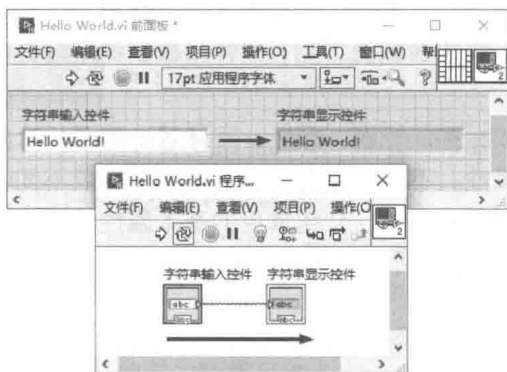 Hello World.vi 前面板 *
文件(F) 编辑(E) 查看(V) 项目(P) 操作(O) 工具(T) 窗口(W) 帮
17pt 应用程序字体
2
字符串输入控件 字符串显示控件
Hello World! Hello World!
Hello World.vi 程序...
文件(F) 编辑(E) 查看(V) 项目(P) 操作(O
2
字符串输入控件 字符串显示控件
abc abc
abc abc